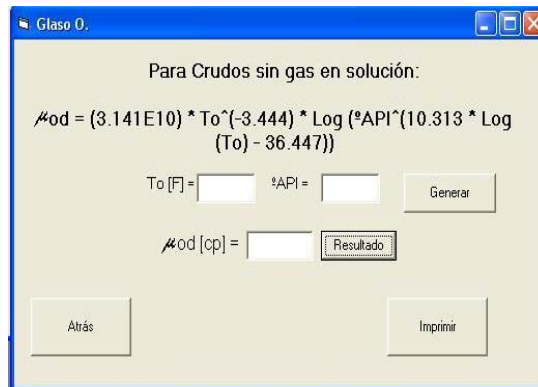 Glaso O.
Para Crudos sin gas en solución:
µod = (3.141E10) * To^(-3.444) * Log (ºAPI^(10.313 * Log
(To) - 36.447))
To [F] = ºAPI = Generar
µod [cp] = Resultado
Atrás Imprimir